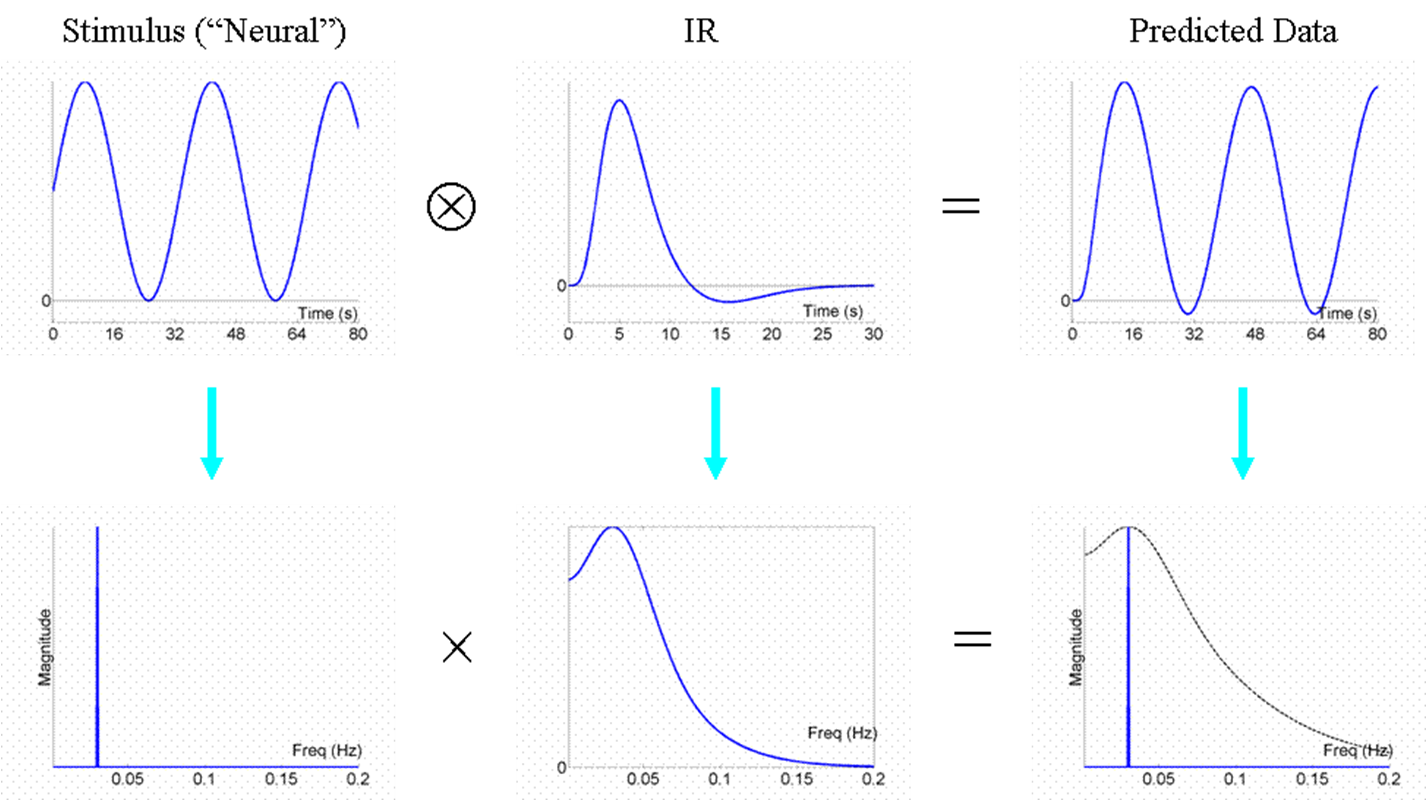 Stimulus (“Neural”)
IR
Predicted Data
0
Time (s)
0 16 32 48 64 80
⊗
0
Time (s)
0 5 10 15 20 25 30
=
0
Time (s)
0 16 32 48 64 80
Magnitude
Freq (Hz)
0.05 0.1 0.15 0.2
×
0
Freq (Hz)
0.05 0.1 0.15 0.2
=
Magnitude
Freq (Hz)
0.05 0.1 0.15 0.2